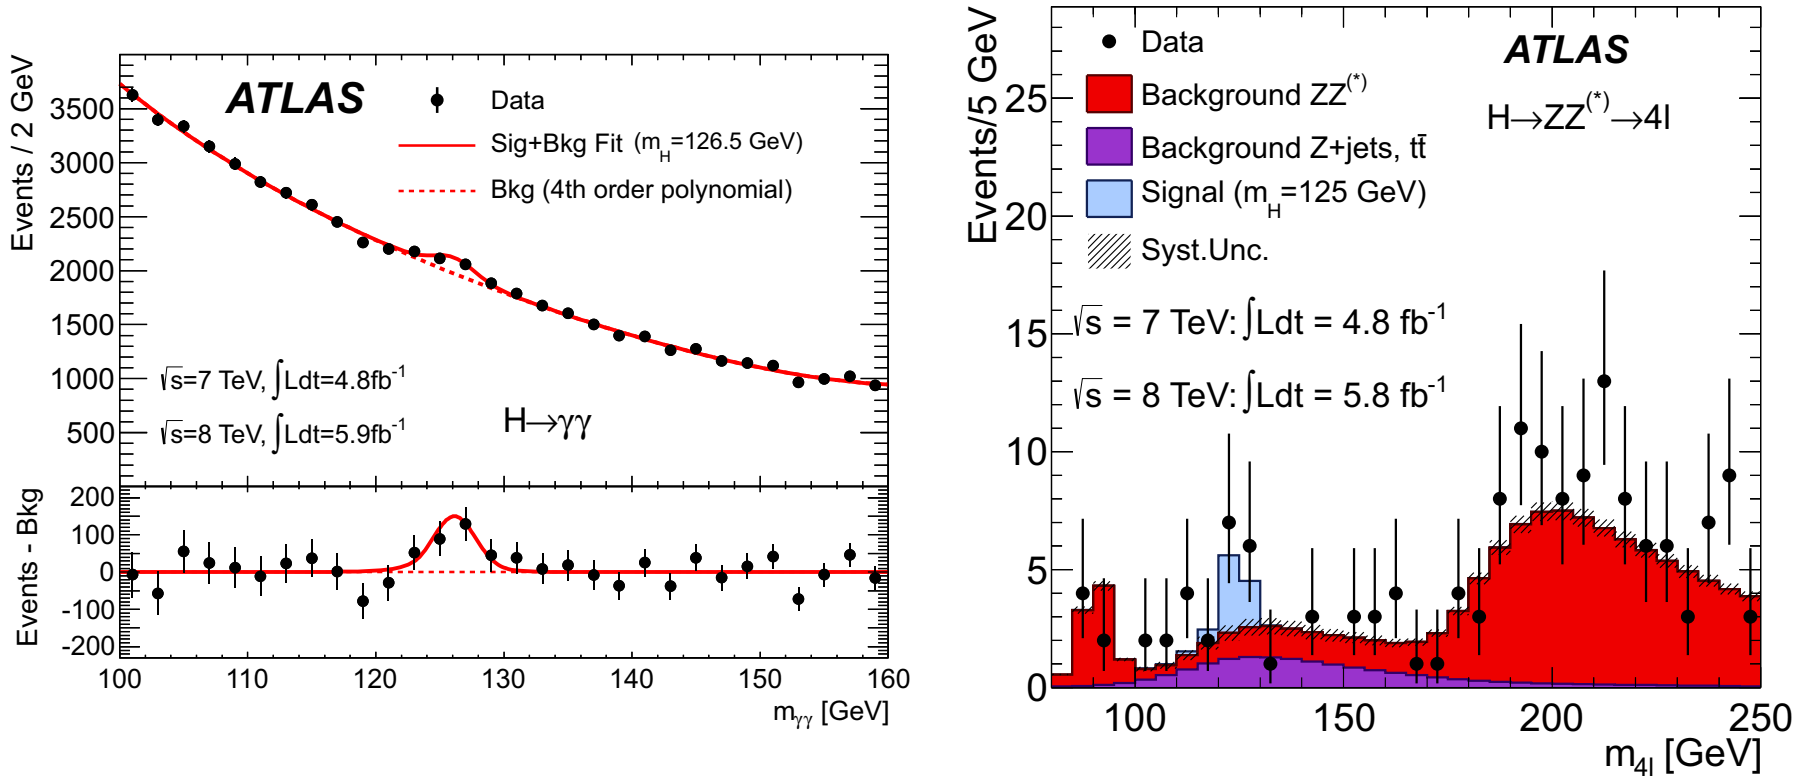 ATLAS
Data
Sig+Bkg Fit (m_H=126.5 GeV)
Bkg (4th order polynomial)
Events / 2 GeV
3500
3000
2500
2000
1500
1000
500
√s=7 TeV, ∫Ldt=4.8fb⁻¹
√s=8 TeV, ∫Ldt=5.9fb⁻¹
H→γγ
Events - Bkg
200
100
0
-100
-200
100 110 120 130 140 150 160
m_γγ [GeV]
Events/5 GeV
25
20
15
10
5
0
Data
Background ZZ^(*)
Background Z+jets, tt̄
Signal (m_H=125 GeV)
Syst.Unc.
ATLAS
H→ZZ^(*)→4l
√s = 7 TeV: ∫Ldt = 4.8 fb⁻¹
√s = 8 TeV: ∫Ldt = 5.8 fb⁻¹
100 150 200 250
m_4l [GeV]